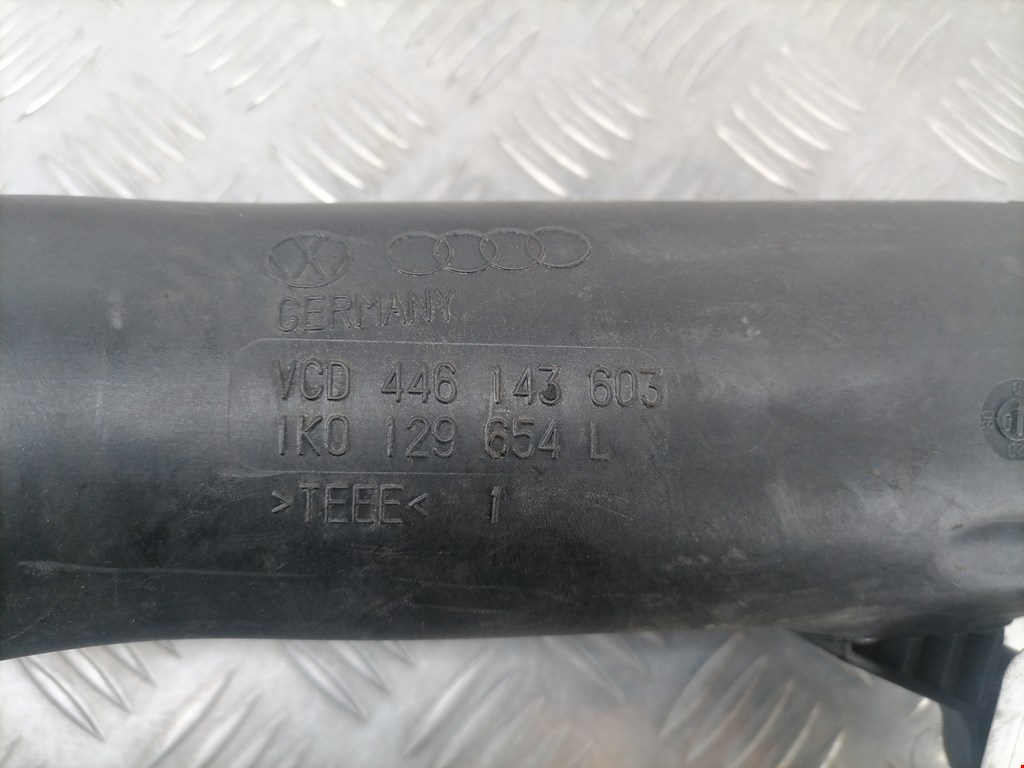 GERMANY
VCD 446 143 603
1K0 129 654 L
>TEEE< 1